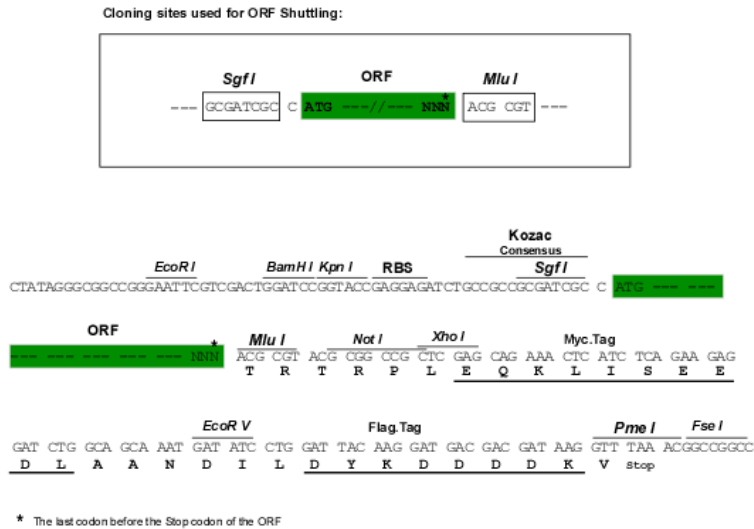 Cloning sites used for ORF Shuttling:
Sgf I ORF Mlu I
*
--- GCGATCGC C ATG ---//--- NNN ACG CGT ---
Kozac
Consensus
EcoR I BamH I Kpn I RBS Sgf I
CTATAGGGCGGCCGGGAATTCGTCGACTGGATCCGGTACCGAGGAGATCTGCCGCCGCGATCGC C ATG --- ---
ORF * Mlu I Not I Xho I Myc.Tag
--- --- --- --- --- --- NNN ACG CGT ACG CGG CCG CTC GAG CAG AAA CTC ATC TCA GAA GAG
T R T R P L E Q K L I S E E
EcoR V Flag.Tag Pme I Fse I
GAT CTG GCA GCA AAT GAT ATC CTG GAT TAC AAG GAT GAC GAC GAT AAG GTT TAA ACGGCCGGCC
D L A A N D I L D Y K D D D D K V Stop
* The last codon before the Stop codon of the ORF